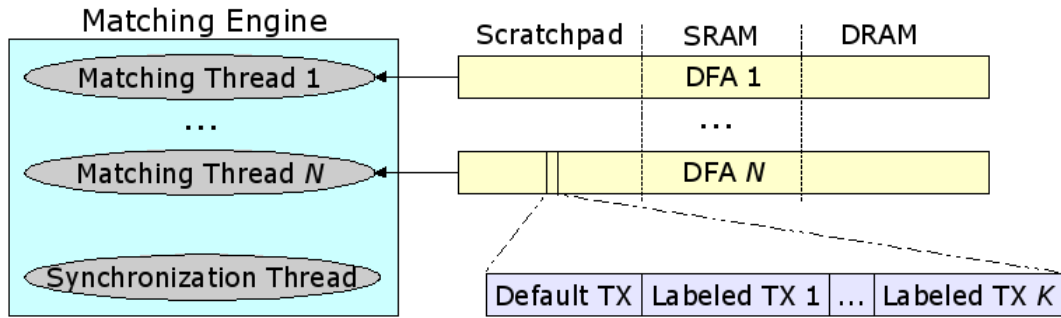 Matching Engine
Scratchpad SRAM DRAM
Matching Thread 1
DFA 1
...
...
Matching Thread N
DFA N
Synchronization Thread
Default TX Labeled TX 1 ... Labeled TX K